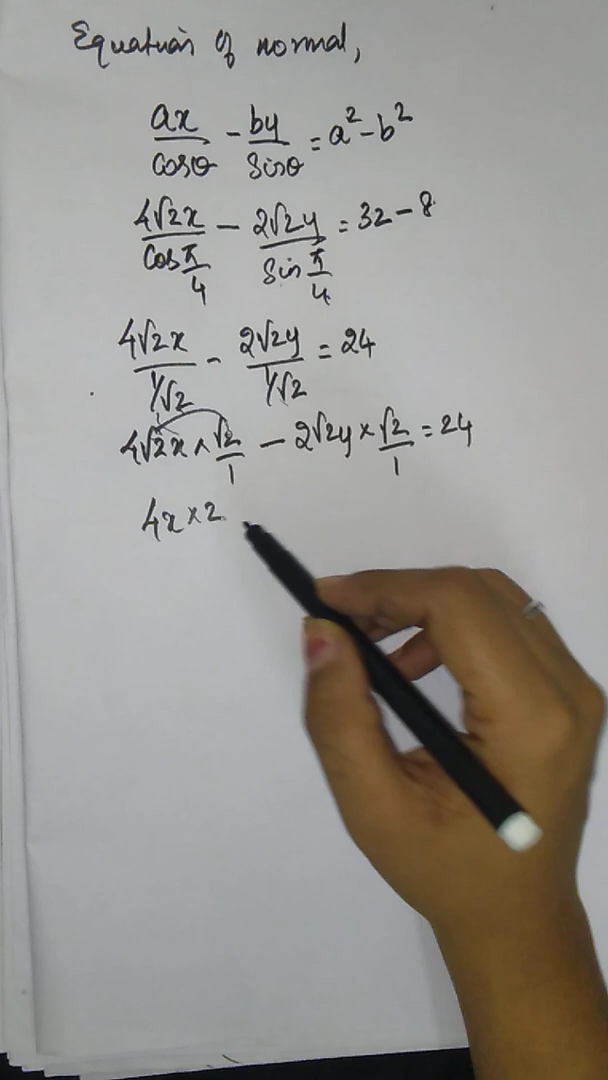 Equation of normal,
ax/cosθ - by/sinθ = a² - b²
4√2x/cos π/4 - 2√2y/sin π/4 = 32 - 8
4√2x/1/√2 - 2√2y/1/√2 = 24
4√2x × √2/1 - 2√2y × √2/1 = 24
4x × 2